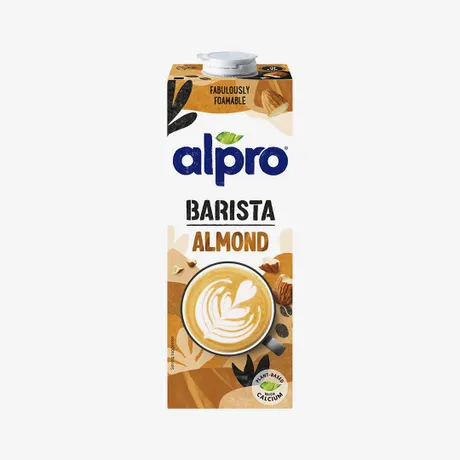 FABULOUSLY
FOAMABLE
alpro
BARISTA
ALMOND
PLANT-BASED
CALCIUM